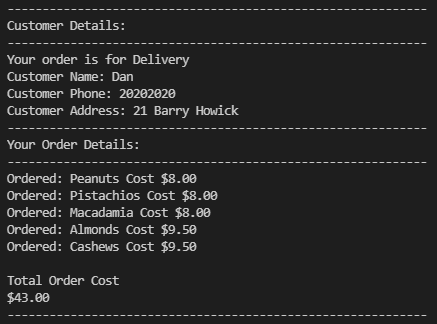 ------------------------------------------------------------
Customer Details:
------------------------------------------------------------
Your order is for Delivery
Customer Name: Dan
Customer Phone: 20202020
Customer Address: 21 Barry Howick
------------------------------------------------------------
Your Order Details:
------------------------------------------------------------
Ordered: Peanuts Cost $8.00
Ordered: Pistachios Cost $8.00
Ordered: Macadamia Cost $8.00
Ordered: Almonds Cost $9.50
Ordered: Cashews Cost $9.50
Total Order Cost
$43.00
------------------------------------------------------------